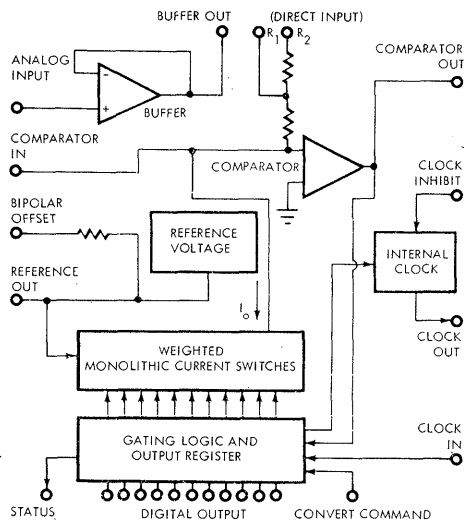 BUFFER OUT
(DIRECT INPUT)
R1 R2
COMPARATOR
OUT
ANALOG
INPUT
-
+
BUFFER
COMPARATOR
IN
COMPARATOR
CLOCK
INHIBIT
BIPOLAR
OFFSET
REFERENCE
VOLTAGE
INTERNAL
CLOCK
REFERENCE
OUT
Io
CLOCK
OUT
WEIGHTED
MONOLITHIC CURRENT SWITCHES
GATING LOGIC AND
OUTPUT REGISTER
CLOCK
IN
STATUS
DIGITAL OUTPUT
CONVERT COMMAND